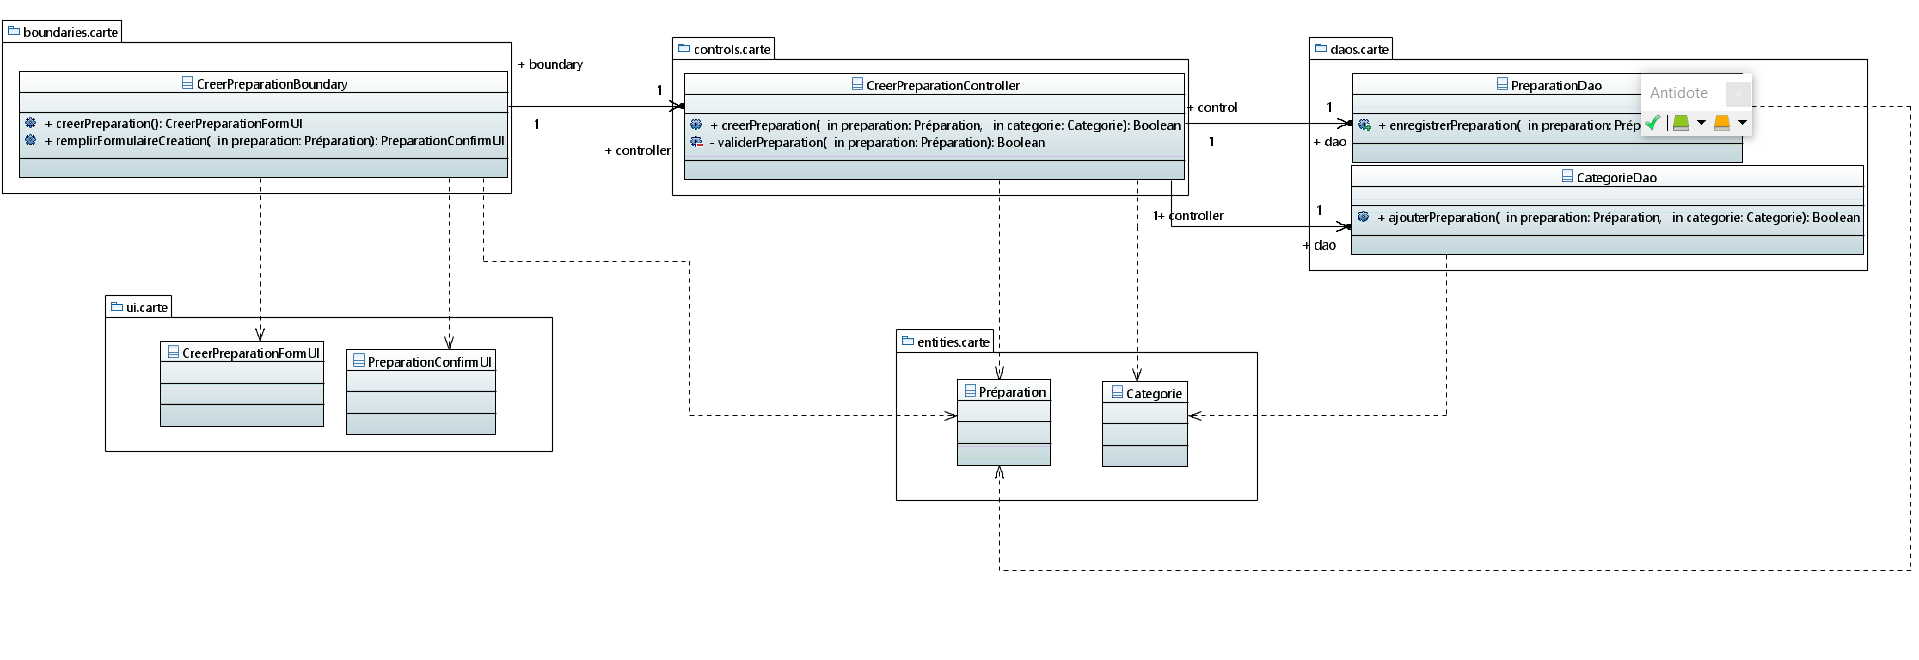 boundaries.carte
CreerPreparationBoundary
+ creerPreparation(): CreerPreparationFormUI
+ remplirFormulaireCreation( in preparation: Préparation): PreparationConfirmUI
+ boundary
1
1
+ controller
controls.carte
CreerPreparationController
+ creerPreparation( in preparation: Préparation, in categorie: Categorie): Boolean
- validerPreparation( in preparation: Préparation): Boolean
+ control
1
1
+ dao
1
+ controller
1
+ dao
daos.carte
PreparationDao
+ enregistrerPreparation( in preparation: Prép
Antidote
CategorieDao
+ ajouterPreparation( in preparation: Préparation, in categorie: Categorie): Boolean
ui.carte
CreerPreparationFormUI
PreparationConfirmUI
entities.carte
Préparation
Categorie